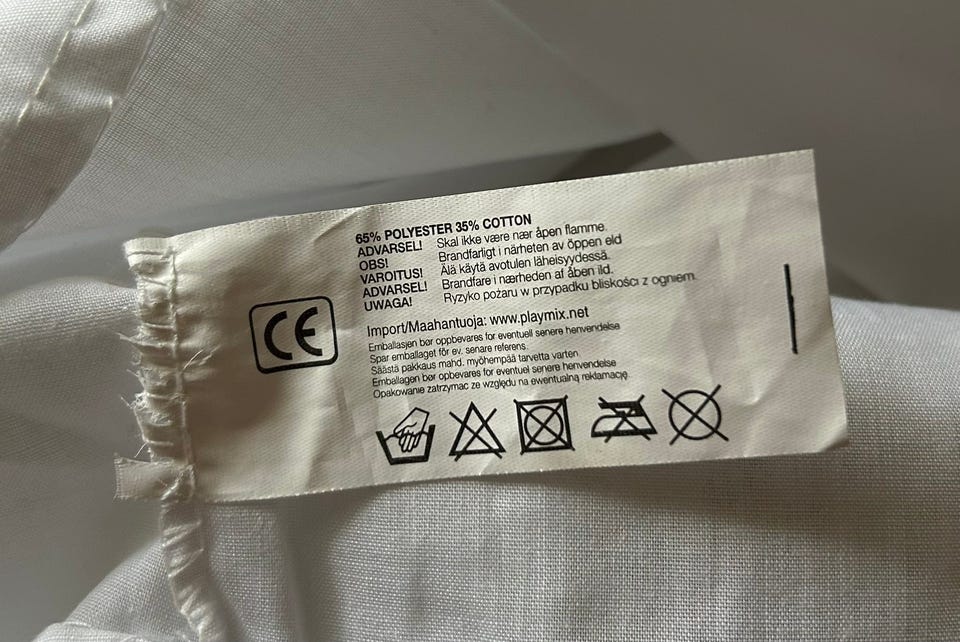 65% POLYESTER 35% COTTON
ADVARSEL! Skal ikke være nær åpen flamme.
OBS! Brandfarligt i närheten av öppen eld
VAROITUS! Älä käytä avotulen läheisyydessä.
ADVARSEL! Brandfare i nærheden af åben ild.
UWAGA! Ryzyko pożaru w przypadku bliskości z ogniem.
CE
Import/Maahantuoja: www.playmix.net
Emballasjen bør oppbevares for eventuell senere henvendelse
Spar emballaget för ev. senare referens.
Säästä pakkaus mahd. myöhempää tarvetta varten
Emballagen bør opbevares for eventuel senere henvendelse
Opakowanie zatrzymac ze względu na ewentualną reklamację.